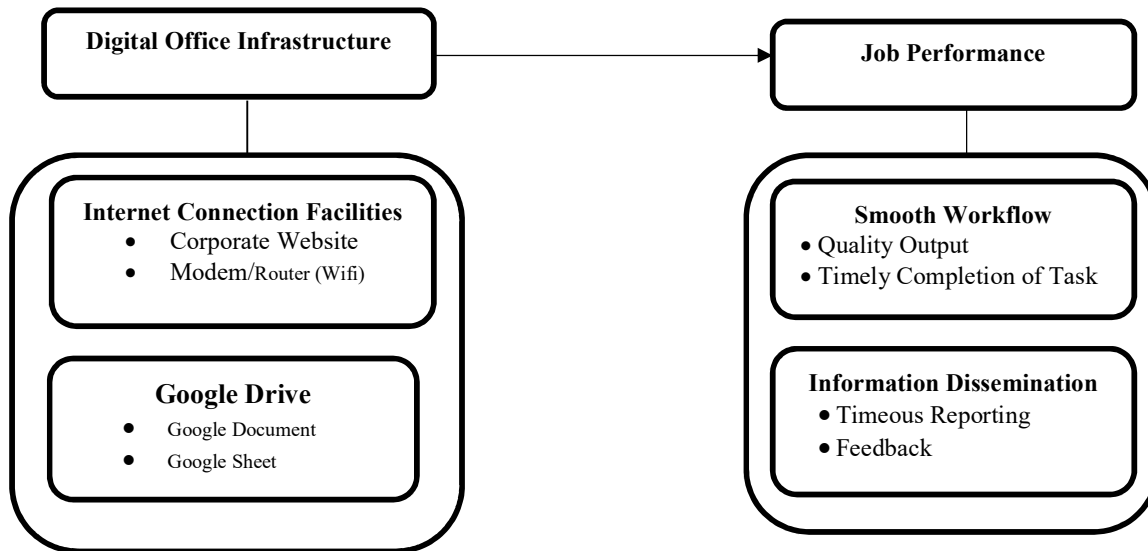 Digital Office Infrastructure
Job Performance
Internet Connection Facilities
• Corporate Website
• Modem/Router (Wifi)
Google Drive
• Google Document
• Google Sheet
Smooth Workflow
• Quality Output
• Timely Completion of Task
Information Dissemination
• Timeous Reporting
• Feedback